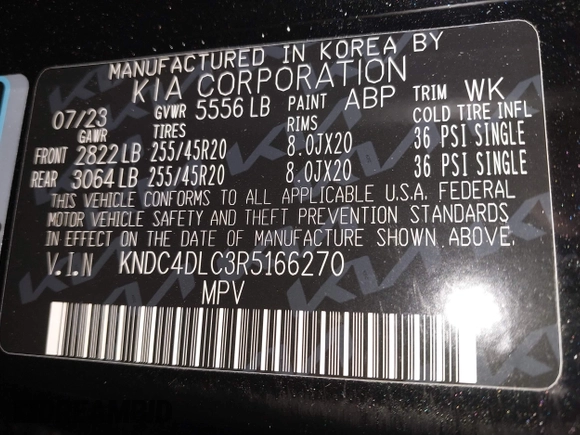 MANUFACTURED IN KOREA BY
KIA CORPORATION
07/23 GVWR 5556 LB PAINT ABP TRIM WK
GAWR TIRES RIMS COLD TIRE INFL
FRONT 2822 LB 255/45R20 8.0JX20 36 PSI SINGLE
REAR 3064 LB 255/45R20 8.0JX20 36 PSI SINGLE
THIS VEHICLE CONFORMS TO ALL APPLICABLE U.S.A. FEDERAL
MOTOR VEHICLE SAFETY AND THEFT PREVENTION STANDARDS
IN EFFECT ON THE DATE OF MANUFACTURE SHOWN ABOVE.
V.I.N KNDC4DLC3R5166270
MPV